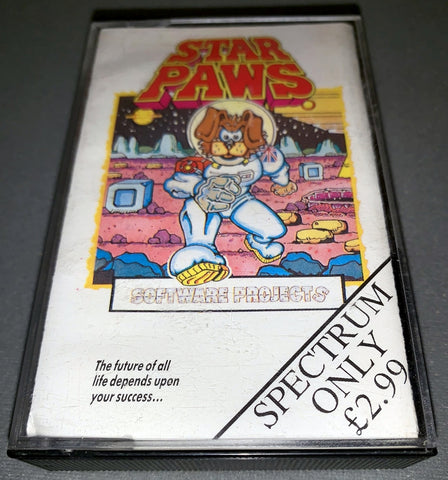 STAR
PAWS
SOFTWARE PROJECTS
The future of all
life depends upon
your success...
SPECTRUM
ONLY
£2.99